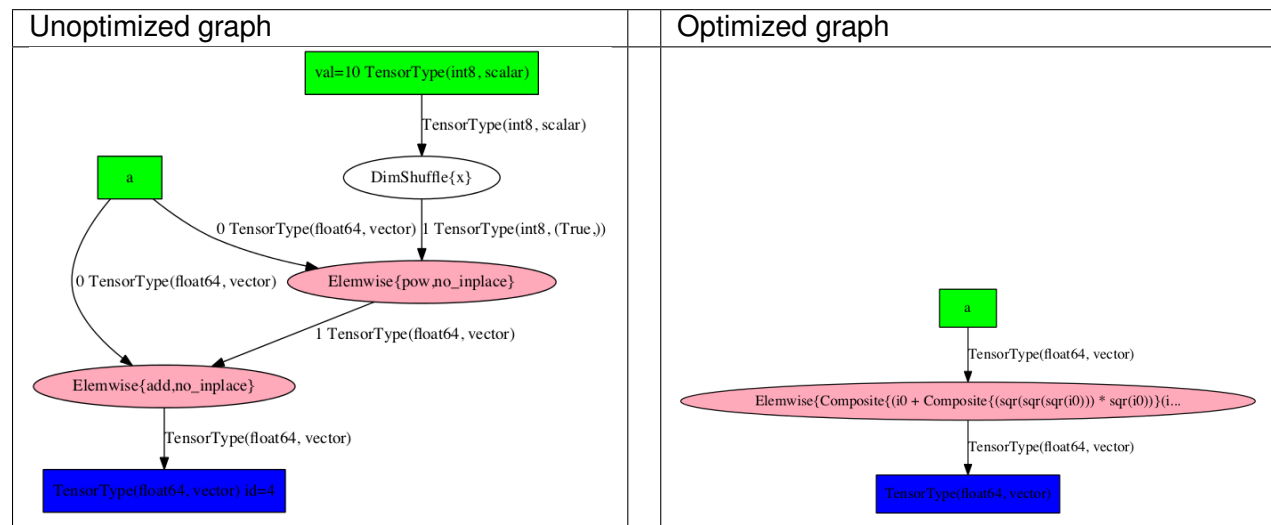 Unoptimized graph
Optimized graph
val=10 TensorType(int8, scalar)
TensorType(int8, scalar)
a
DimShuffle{x}
0 TensorType(float64, vector)
1 TensorType(int8, (True,))
0 TensorType(float64, vector)
Elemwise{pow,no_inplace}
1 TensorType(float64, vector)
Elemwise{add,no_inplace}
TensorType(float64, vector)
TensorType(float64, vector) id=4
a
TensorType(float64, vector)
Elemwise{Composite{(i0 + Composite{(sqr(sqr(sqr(i0))) * sqr(i0))}(i...
TensorType(float64, vector)
TensorType(float64, vector)